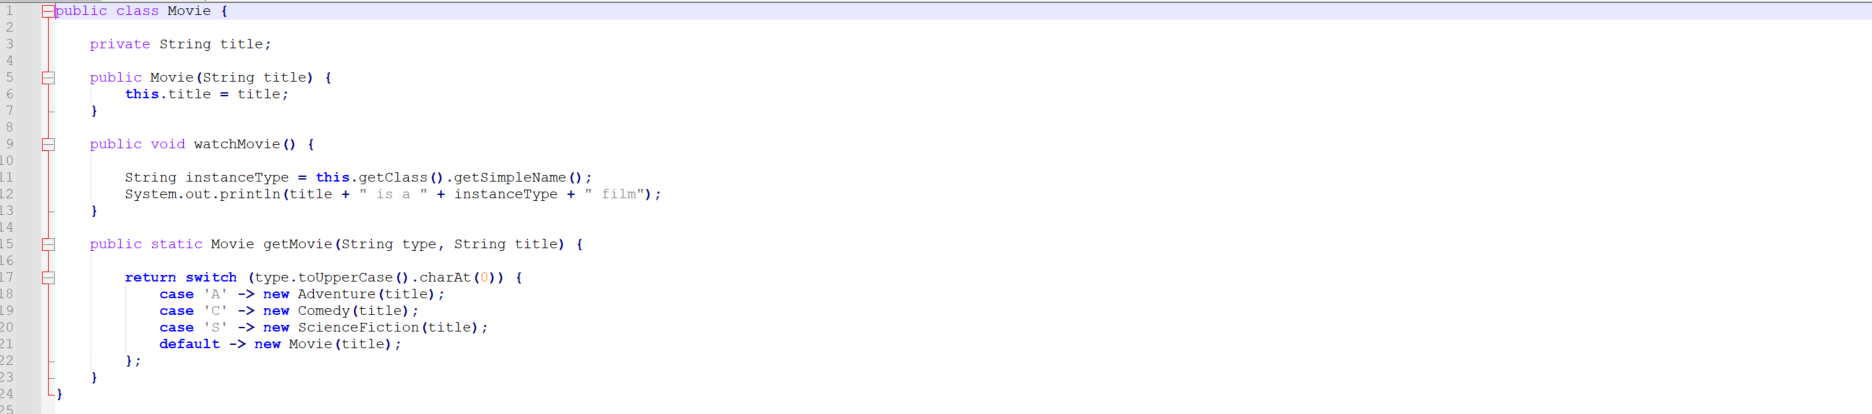 1 public class Movie {
2
3 private String title;
4
5 public Movie(String title) {
6 this.title = title;
7 }
8
9 public void watchMovie() {
10
11 String instanceType = this.getClass().getSimpleName();
12 System.out.println(title + " is a " + instanceType + " film");
13 }
14
15 public static Movie getMovie(String type, String title) {
16
17 return switch (type.toUpperCase().charAt(0)) {
18 case 'A' -> new Adventure(title);
19 case 'C' -> new Comedy(title);
20 case 'S' -> new ScienceFiction(title);
21 default -> new Movie(title);
22 };
23 }
24 }
25